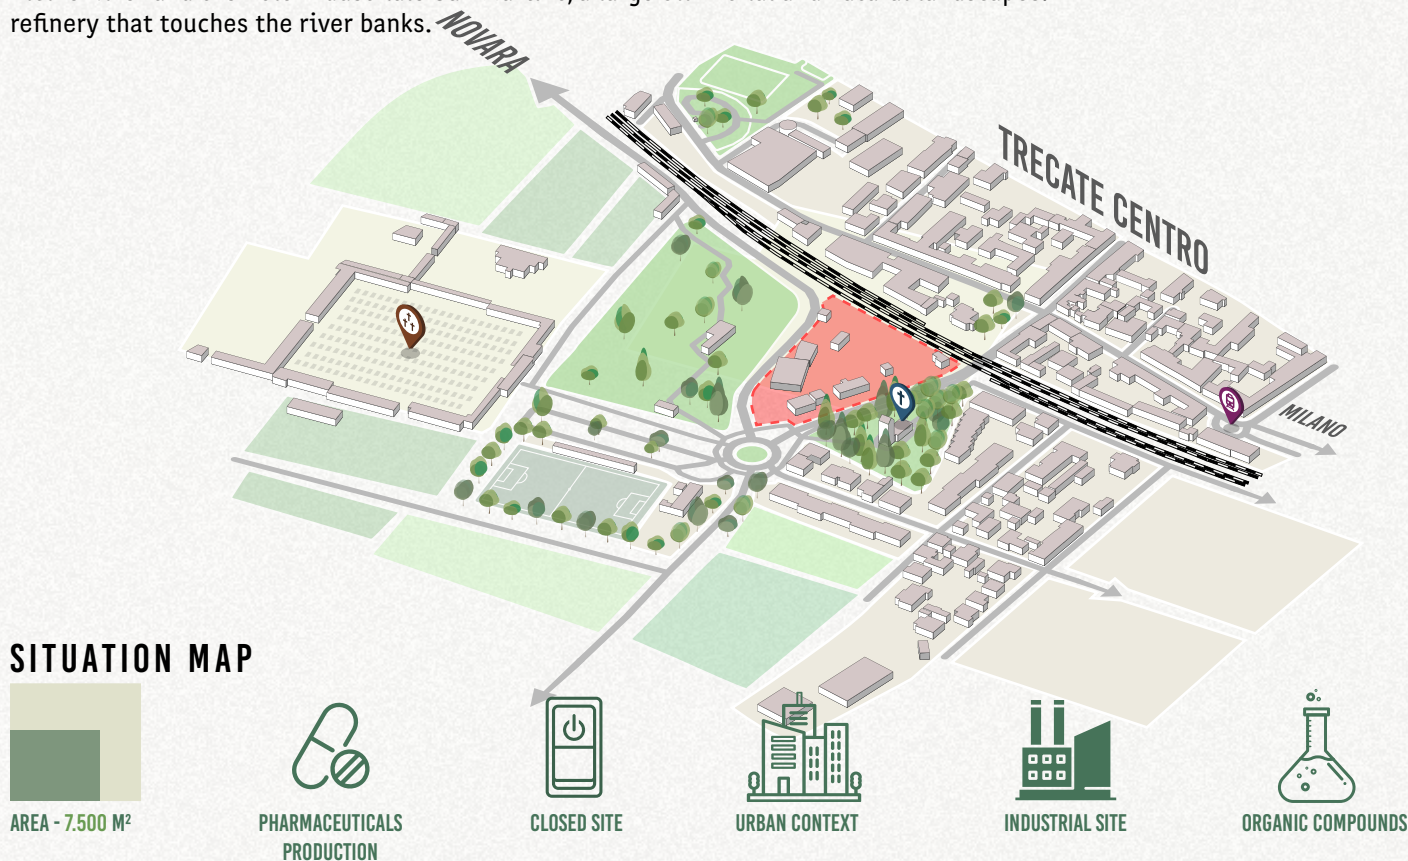 refinery that touches the river banks.
NOVARA
TRECATE CENTRO
MILANO
SITUATION MAP
AREA - 7.500 M²
PHARMACEUTICALS
PRODUCTION
CLOSED SITE
URBAN CONTEXT
INDUSTRIAL SITE
ORGANIC COMPOUNDS